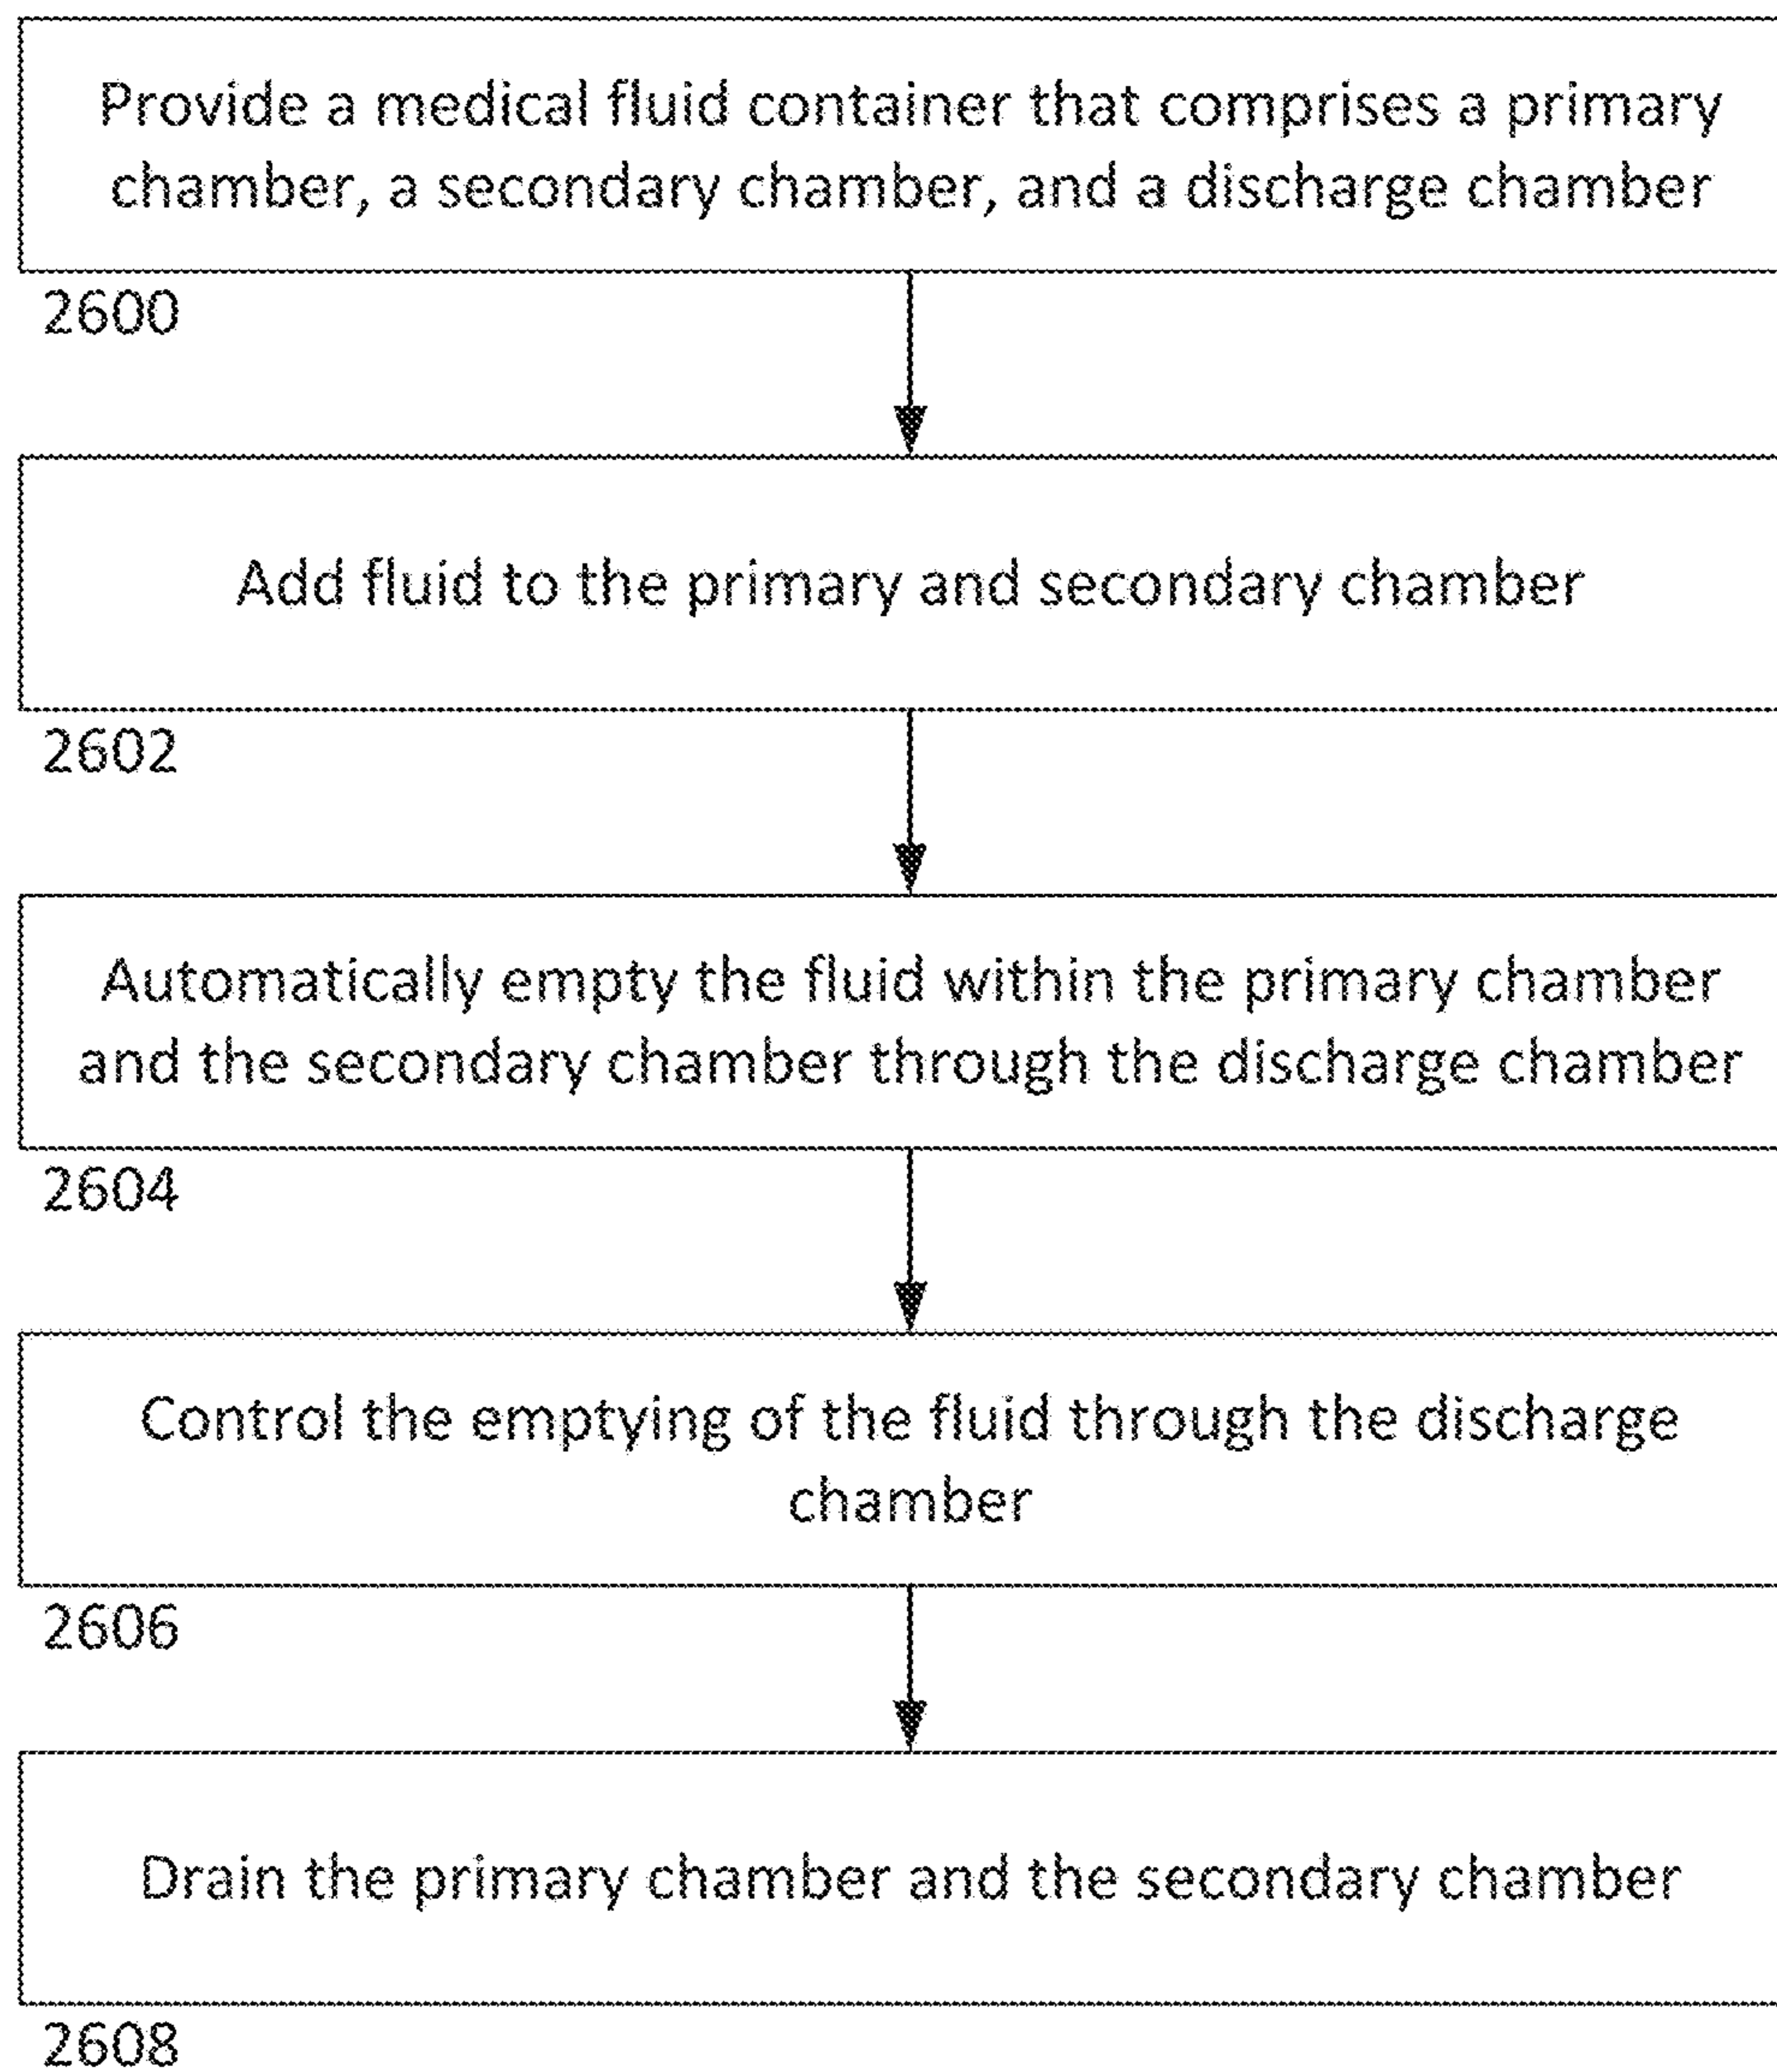 Provide a medical fluid container that comprises a primary
chamber, a secondary chamber, and a discharge chamber
2600
Add fluid to the primary and secondary chamber
2602
Automatically empty the fluid within the primary chamber
and the secondary chamber through the discharge chamber
2604
Control the emptying of the fluid through the discharge
chamber
2606
Drain the primary chamber and the secondary chamber
2608